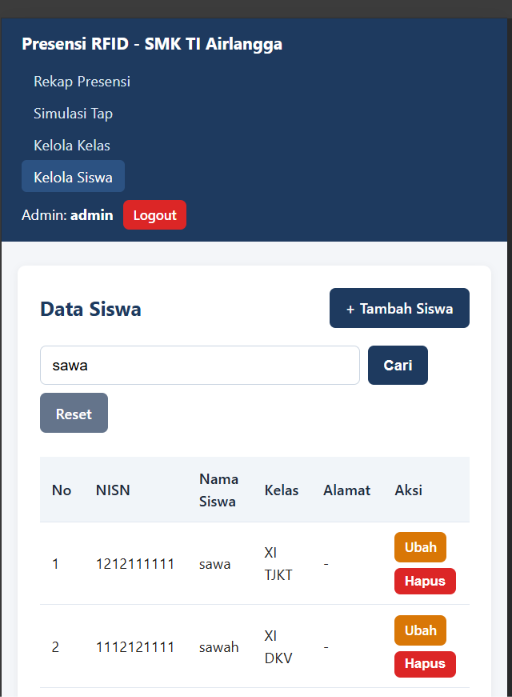 Presensi RFID - SMK TI Airlangga
Rekap Presensi
Simulasi Tap
Kelola Kelas
Kelola Siswa
Admin: admin Logout
Data Siswa + Tambah Siswa
sawa Cari
Reset
No NISN Nama Siswa Kelas Alamat Aksi
1 1212111111 sawa XI TJKT - Ubah Hapus
2 1112121111 sawah XI DKV - Ubah Hapus